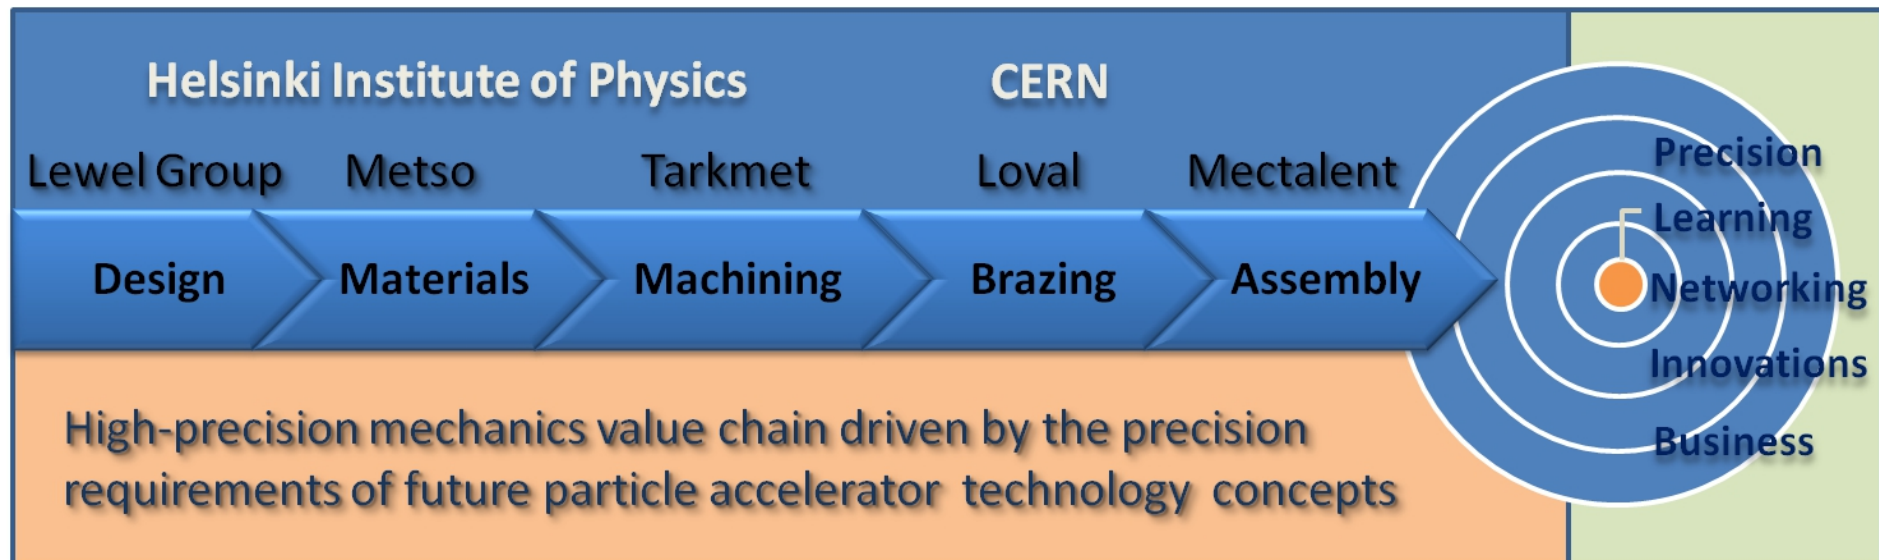 Helsinki Institute of Physics CERN
Lewel Group Metso Tarkmet Loval Mectalent
Design Materials Machining Brazing Assembly
Precision
Learning
Networking
Innovations
Business
High-precision mechanics value chain driven by the precision
requirements of future particle accelerator technology concepts